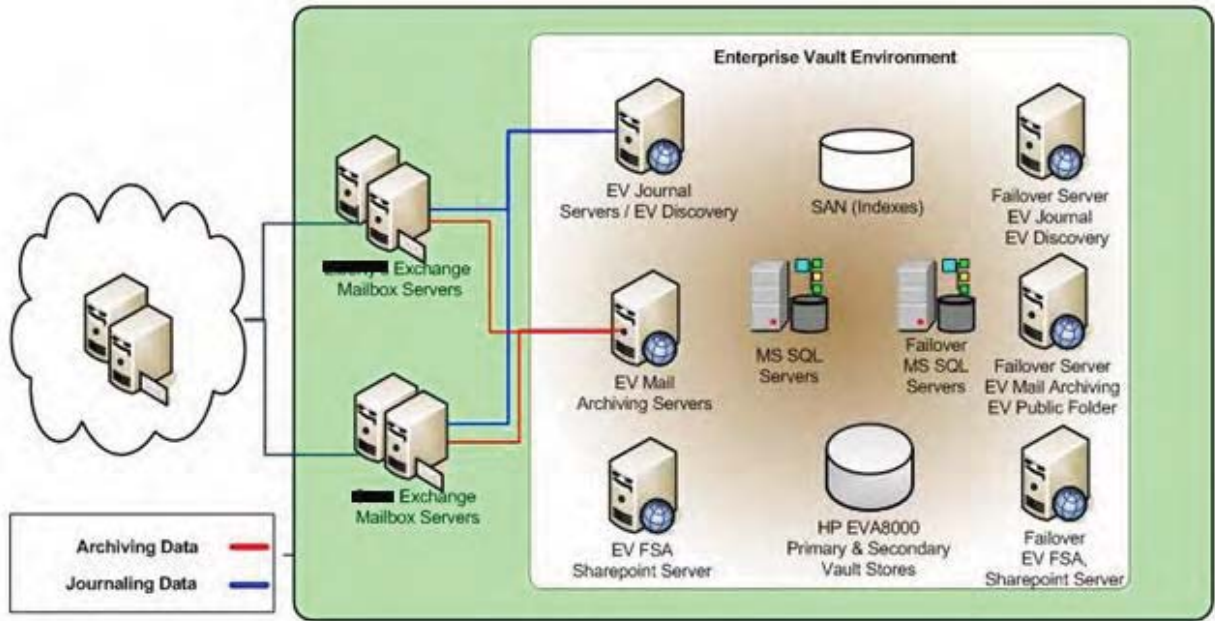 Enterprise Vault Environment
EV Journal
Servers / EV Discovery
SAN (Indexes)
Failover Server
EV Journal
EV Discovery
Exchange
Mailbox Servers
MS SQL
Servers
Failover
MS SQL
Servers
EV Mail
Archiving Servers
Failover Server
EV Mail Archiving
EV Public Folder
Exchange
Mailbox Servers
EV FSA
Sharepoint Server
HP EVA8000
Primary & Secondary
Vault Stores
Failover
EV FSA,
Sharepoint Server
Archiving Data
Journaling Data